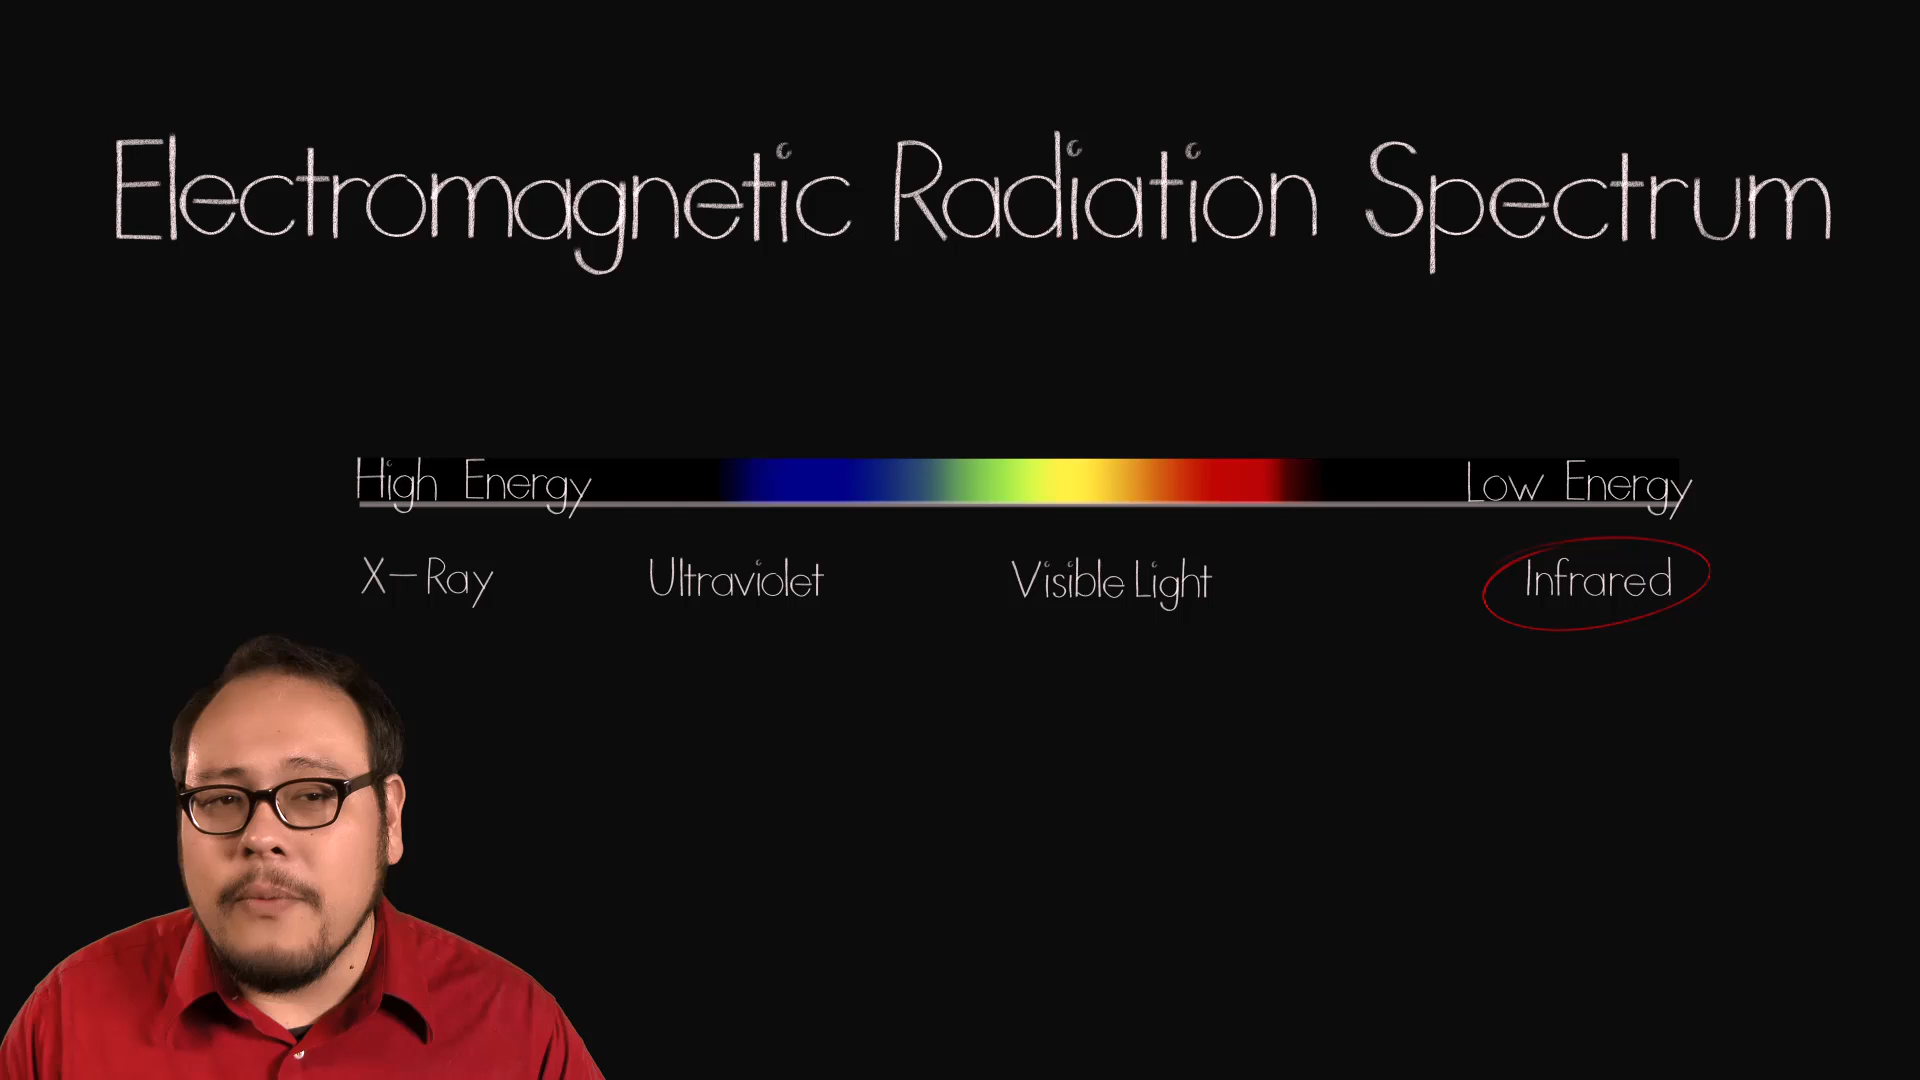 Electromagnetic Radiation Spectrum
High Energy Low Energy
X-Ray Ultraviolet Visible Light Infrared